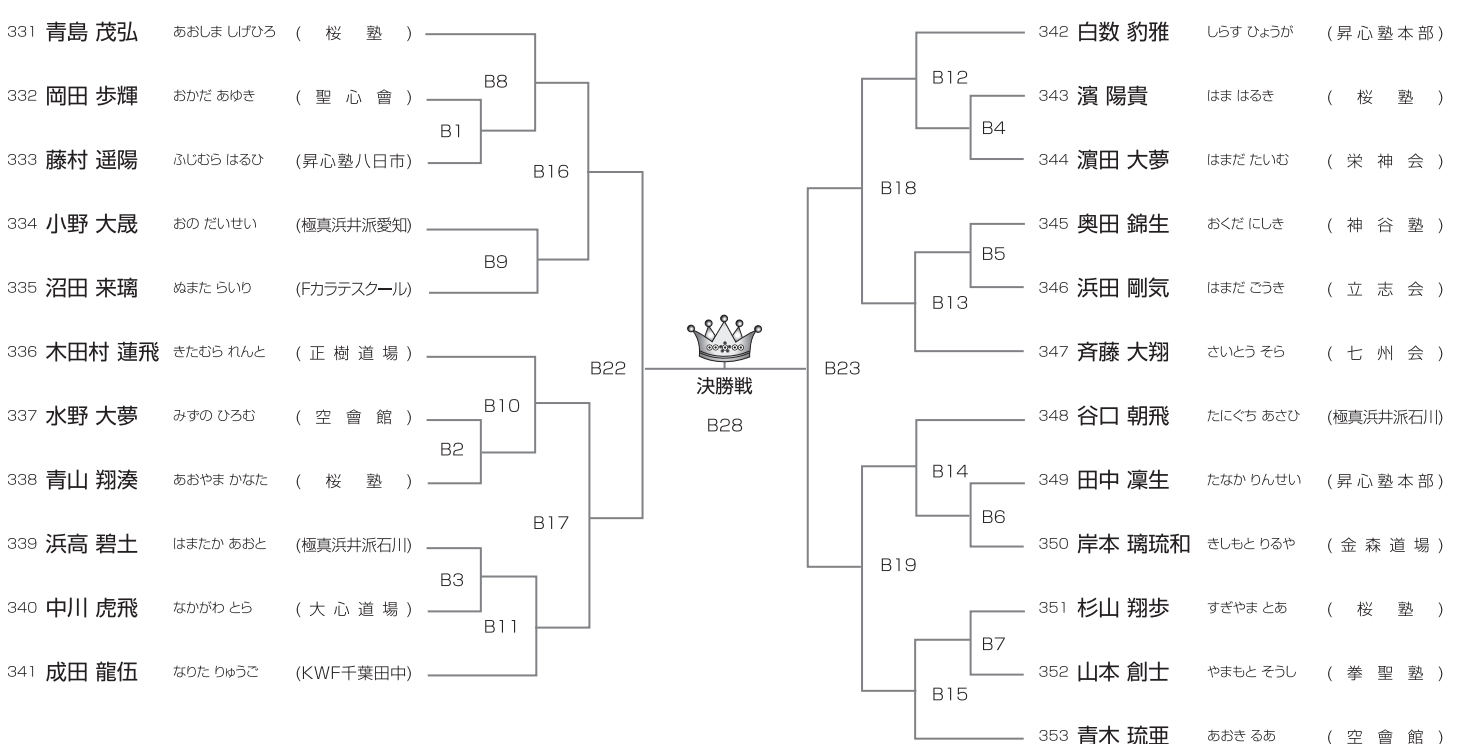 331 青島 茂弘 あおしま しげひろ ( 桜 塾 )
B8
332 岡田 歩輝 おかだ あゆき ( 聖 心 會 )
B1
333 藤村 遥陽 ふじむら はるひ (昇心塾八日市)
B16
334 小野 大晟 おの だいせい (極真浜井派愛知)
B9
335 沼田 来璃 ぬまた らいり (Fカラテスクール)
336 木田村 蓮飛 きたむら れんと ( 正 樹 道 場 )
B22
B10
337 水野 大夢 みずの ひろむ ( 空 會 館 )
B2
338 青山 翔湊 あおやま かなた ( 桜 塾 )
B17
339 浜高 碧土 はまたか あおと (極真浜井派石川)
B3
340 中川 虎飛 なかがわ とら ( 大 心 道 場 )
B11
341 成田 龍伍 なりた りゅうご (KWF千葉田中)
決勝戦
B28
342 白数 豹雅 しらす ひょうが (昇心塾本部)
B12
343 濱 陽貴 はま はるき ( 桜 塾 )
B4
344 濵田 大夢 はまだ たいむ ( 栄 神 会 )
B18
345 奥田 錦生 おくだ にしき ( 神 谷 塾 )
B5
346 浜田 剛気 はまだ ごうき ( 立 志 会 )
B13
347 斉藤 大翔 さいとう そら ( 七 州 会 )
B23
348 谷口 朝飛 たにぐち あさひ (極真浜井派石川)
B14
349 田中 凜生 たなか りんせい (昇心塾本部)
B6
350 岸本 璃琉和 きしもと りるや ( 金 森 道 場 )
B19
351 杉山 翔歩 すぎやま とあ ( 桜 塾 )
B7
352 山本 創士 やまもと そうし ( 拳 聖 塾 )
B15
353 青木 琉亜 あおき るあ ( 空 會 館 )